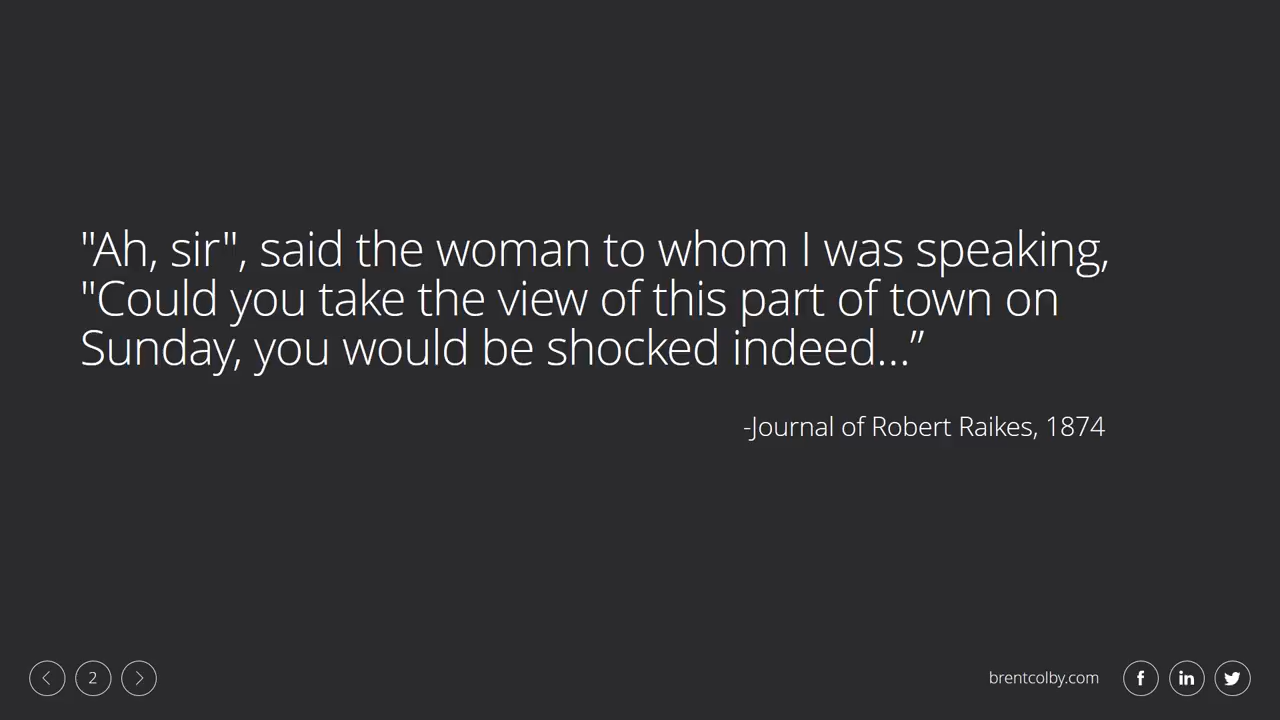 "Ah, sir", said the woman to whom I was speaking,
"Could you take the view of this part of town on
Sunday, you would be shocked indeed...”
-Journal of Robert Raikes, 1874
2
brentcolby.com